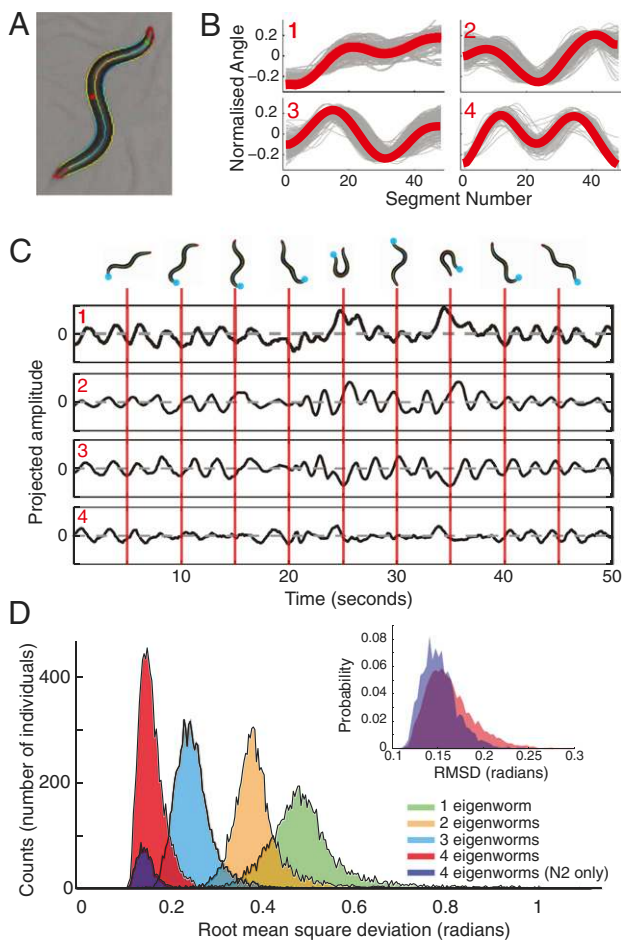 A
B
Normalised Angle
1
2
0.2
0
−0.2
3
4
0.2
0
−0.2
0
20
40
0
20
40
Segment Number
C
Projected amplitude
1
0
2
0
3
0
4
0
10
20
30
40
50
Time (seconds)
D
Counts (number of individuals)
400
200
0
0
0.2
0.4
0.6
0.8
1
Root mean square deviation (radians)
Probability
0.08
0.06
0.04
0.02
0
0.1
0.2
0.3
RMSD (radians)
1 eigenworm
2 eigenworms
3 eigenworms
4 eigenworms
4 eigenworms (N2 only)